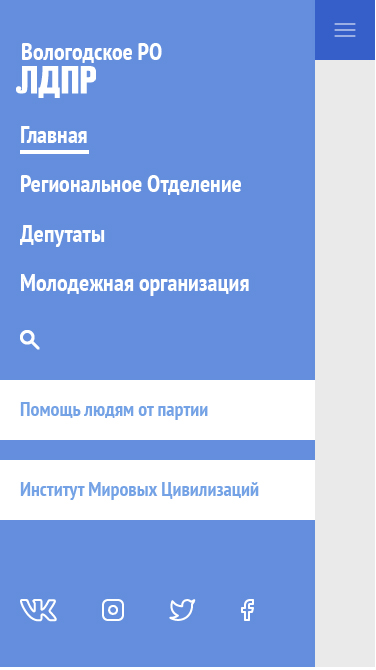 Вологодское РО
ЛДПР
Главная
Региональное Отделение
Депутаты
Молодежная организация
Помощь людям от партии
Институт Мировых Цивилизаций